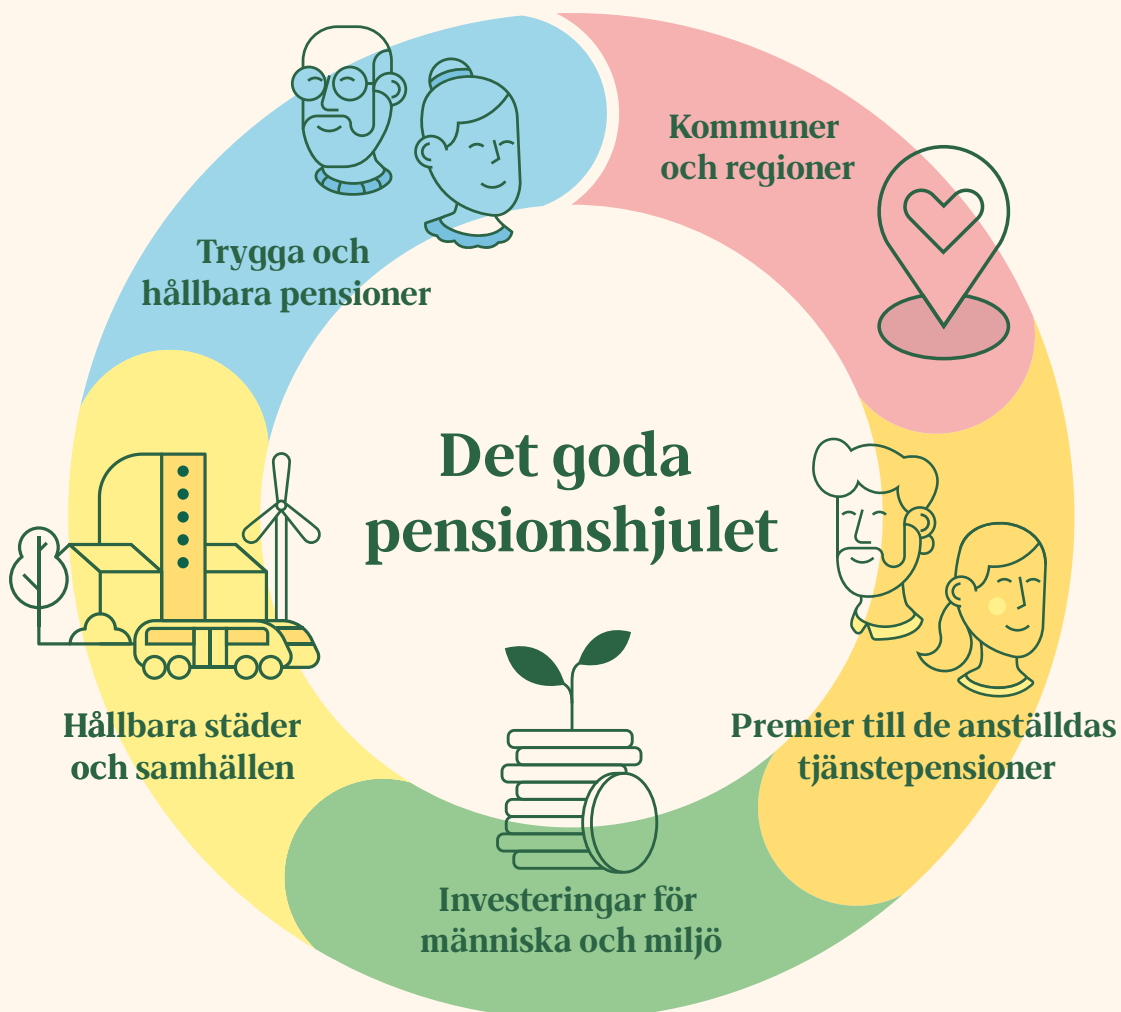 Kommuner
och regioner
Trygga och
hållbara pensioner
Det goda
pensionshjulet
Hållbara städer
och samhällen
Premier till de anställdas
tjänstepensioner
Investeringar för
människa och miljö